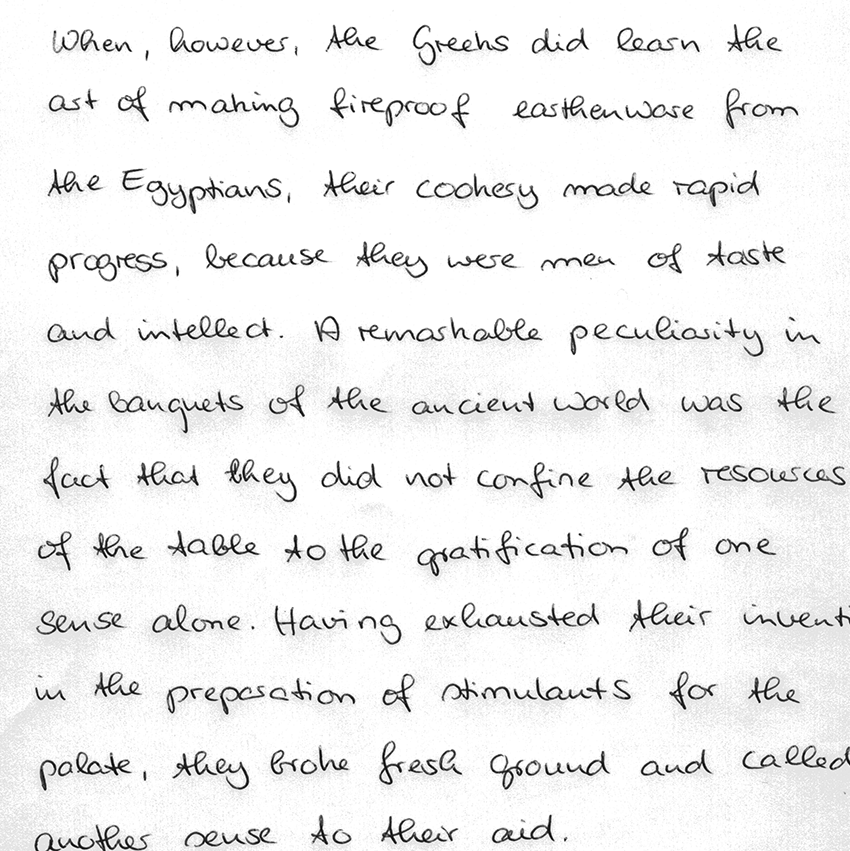 When, however, the Greeks did learn the
art of making fireproof earthenware from
the Egyptians, their cookery made rapid
progress, because they were men of taste
and intellect. A remarkable peculiarity in
the banquets of the ancient world was the
fact that they did not confine the resources
of the table to the gratification of one
sense alone. Having exhausted their inventi
in the preparation of stimulants for the
palate, they broke fresh ground and called
another sense to their aid.